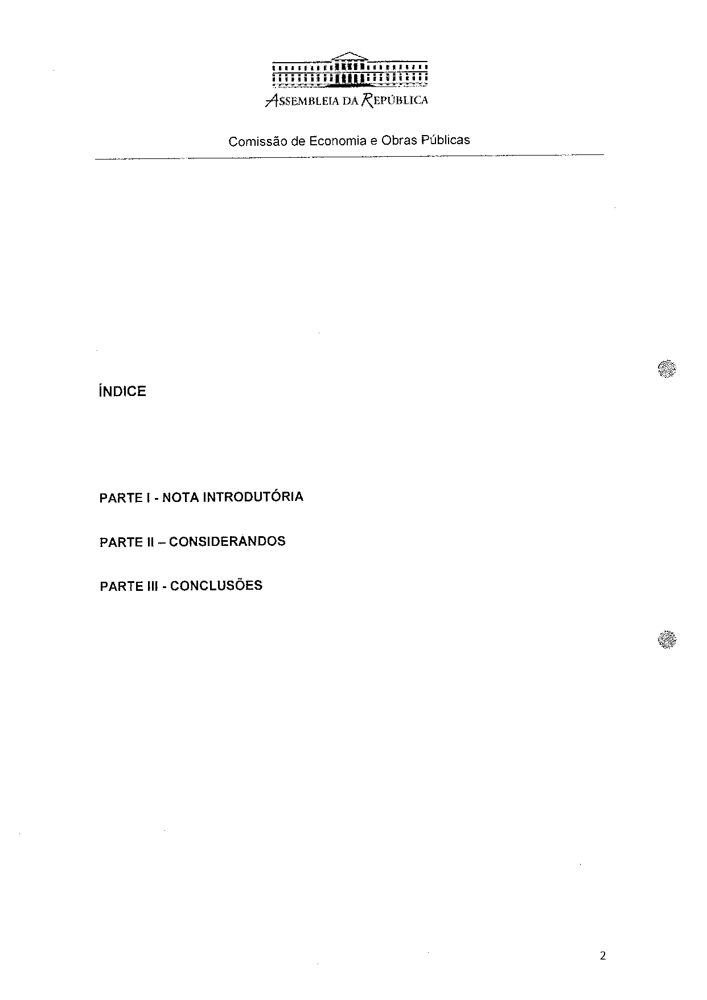 ASSEMBLEIA DA REPÚBLICA
Comissão de Economia e Obras Públicas
ÍNDICE
PARTE I - NOTA INTRODUTÓRIA
PARTE II – CONSIDERANDOS
PARTE III - CONCLUSÕES
2